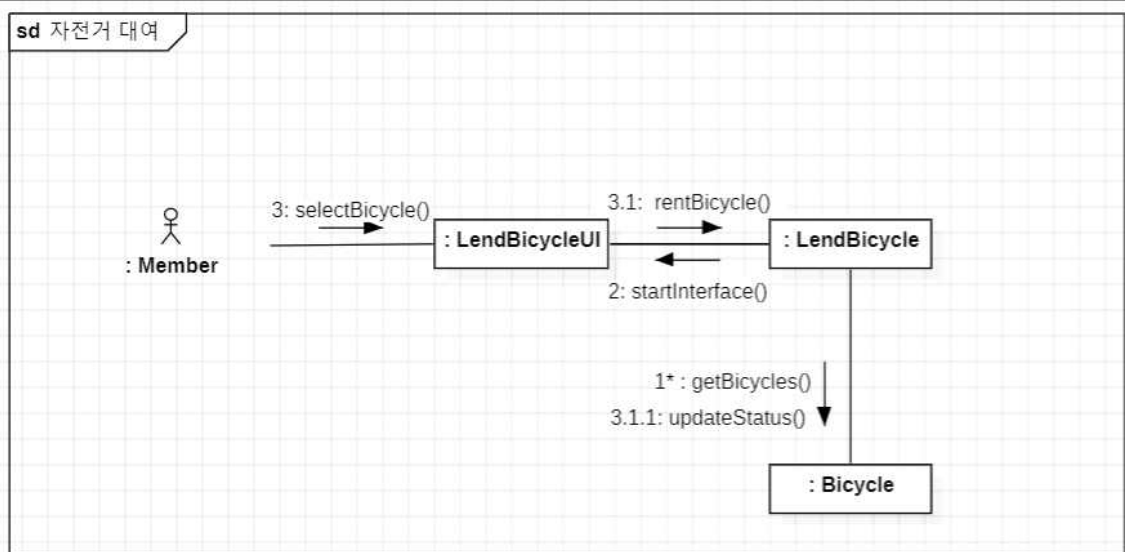 sd 자전거 대여
3: selectBicycle()
3.1: rentBicycle()
: Member
: LendBicycleUI
: LendBicycle
2: startInterface()
1* : getBicycles()
3.1.1: updateStatus()
: Bicycle